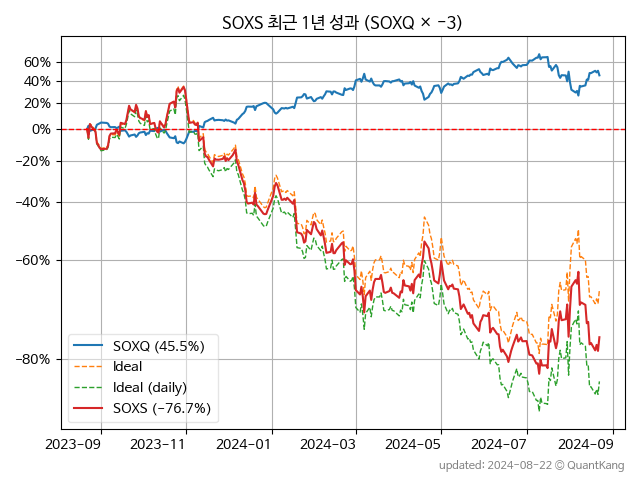 SOXS 최근 1년 성과 (SOXQ × −3)
60%
40%
20%
0%
−20%
−40%
−60%
−80%
SOXQ (45.5%)
Ideal
Ideal (daily)
SOXS (−76.7%)
2023−09
2023−11
2024−01
2024−03
2024−05
2024−07
2024−09
updated: 2024-08-22 © QuantKang